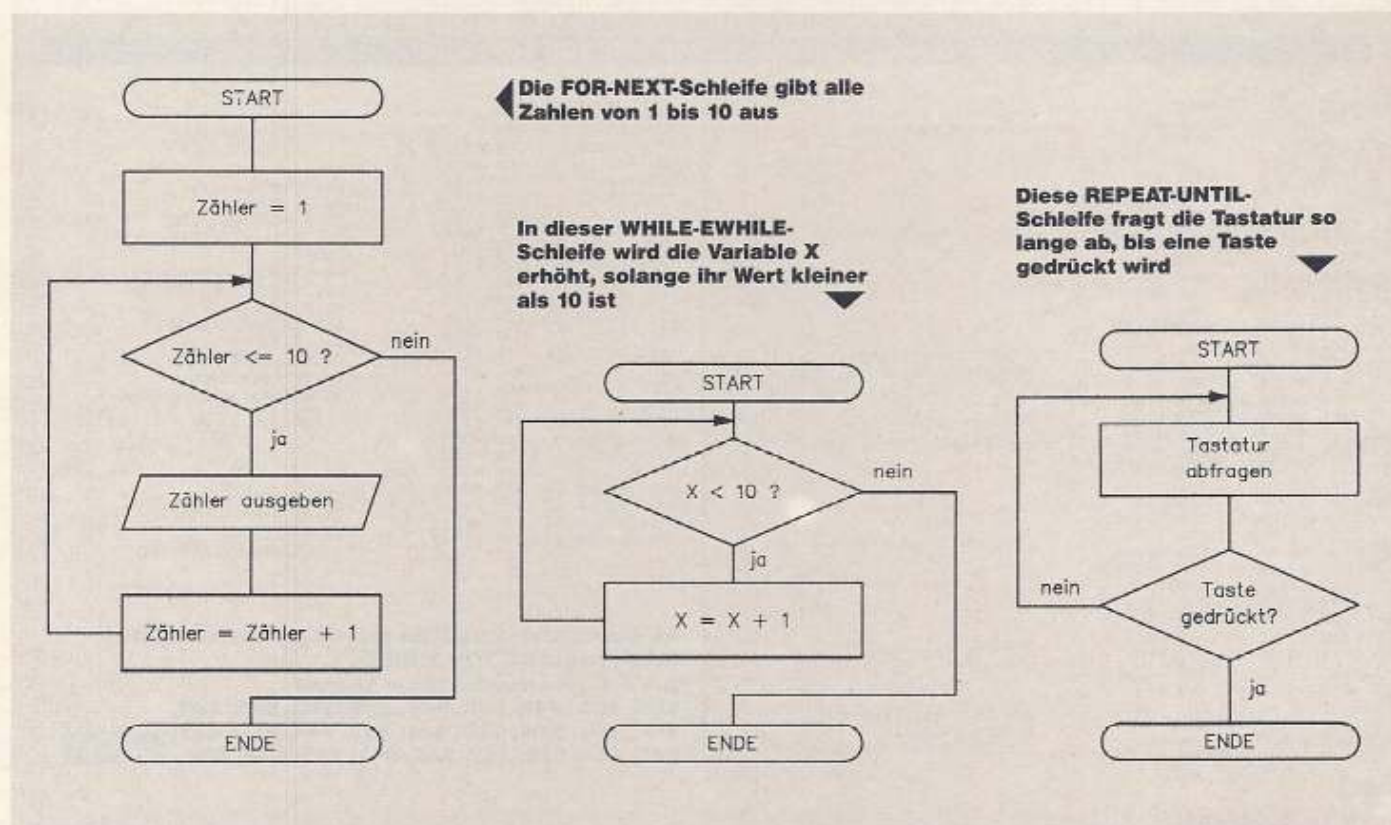 START
Zähler = 1
Zähler <= 10 ?
nein
ja
Zähler ausgeben
Zähler = Zähler + 1
ENDE
Die FOR-NEXT-Schleife gibt alle
Zahlen von 1 bis 10 aus
In dieser WHILE-EWHILE-
Schleife wird die Variable X
erhöht, solange ihr Wert kleiner
als 10 ist
START
X < 10 ?
nein
ja
X = X + 1
ENDE
Diese REPEAT-UNTIL-
Schleife fragt die Tastatur so
lange ab, bis eine Taste
gedrückt wird
START
Tastatur
abfragen
Taste
gedrückt?
nein
ja
ENDE